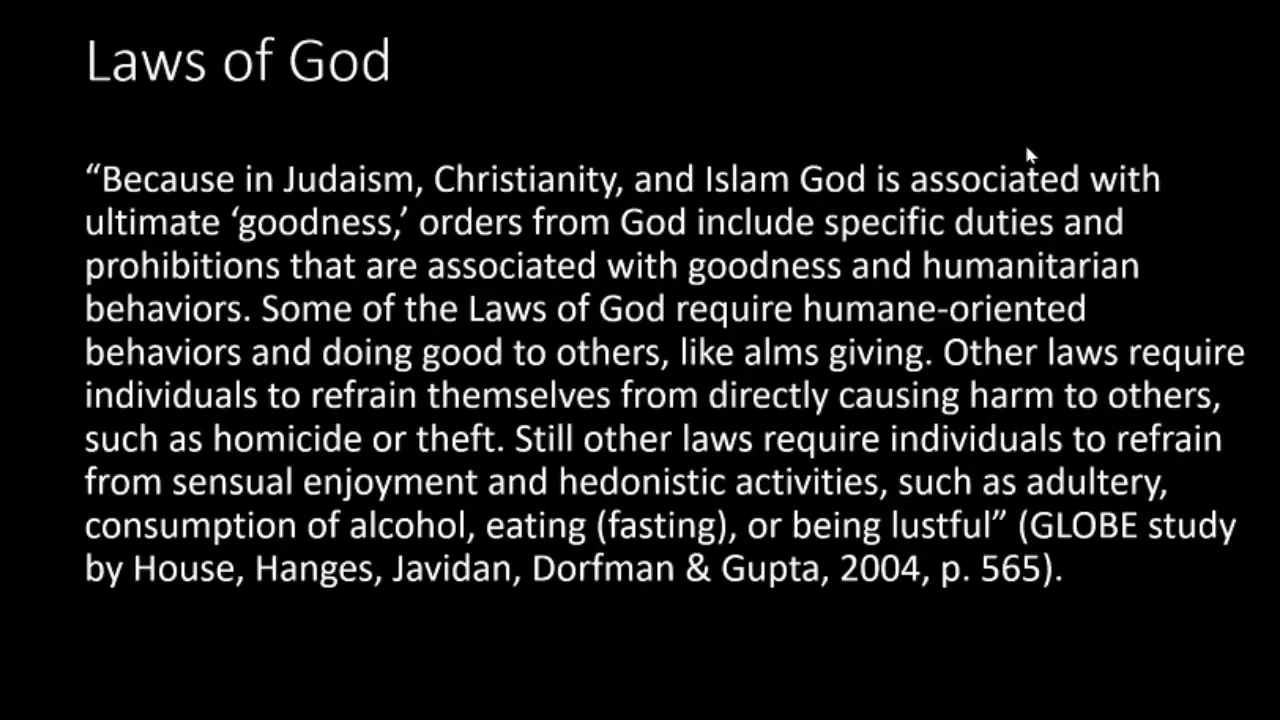 Laws of God
“Because in Judaism, Christianity, and Islam God is associated with
ultimate ‘goodness,’ orders from God include specific duties and
prohibitions that are associated with goodness and humanitarian
behaviors. Some of the Laws of God require humane-oriented
behaviors and doing good to others, like alms giving. Other laws require
individuals to refrain themselves from directly causing harm to others,
such as homicide or theft. Still other laws require individuals to refrain
from sensual enjoyment and hedonistic activities, such as adultery,
consumption of alcohol, eating (fasting), or being lustful” (GLOBE study
by House, Hanges, Javidan, Dorfman & Gupta, 2004, p. 565).